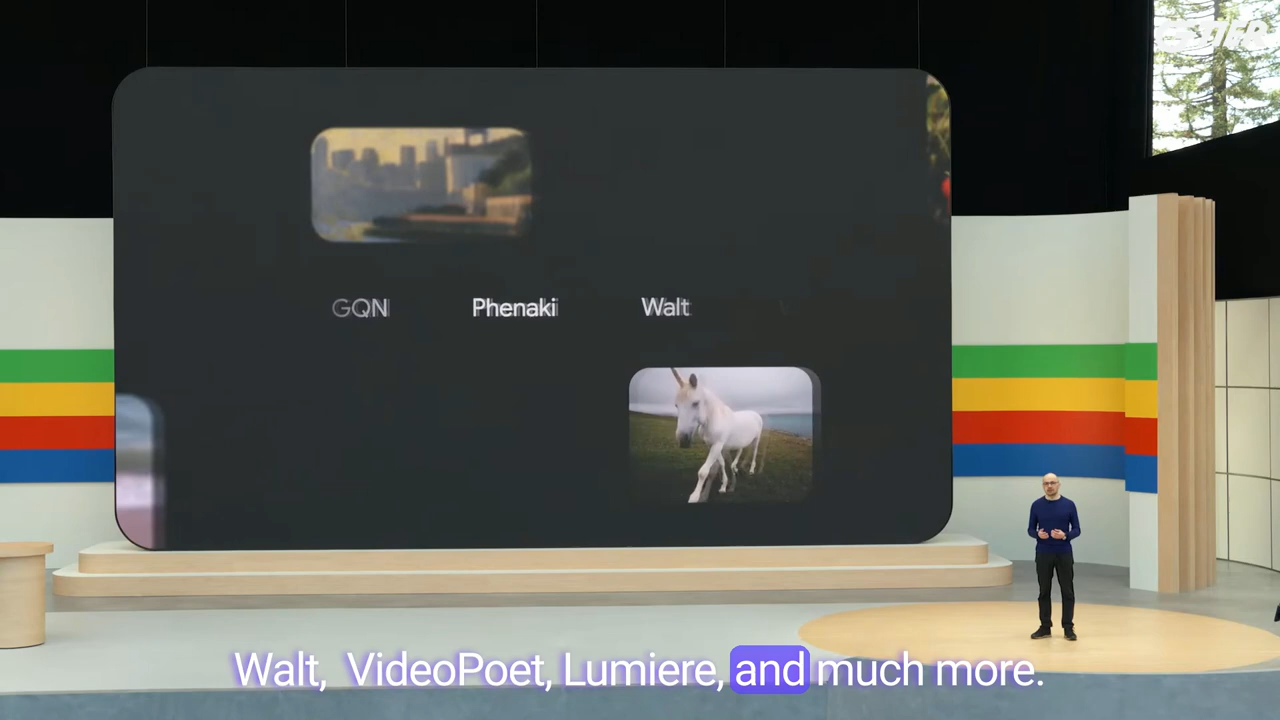 GQN Phenaki Walt
Walt, VideoPoet, Lumiere, and much more.